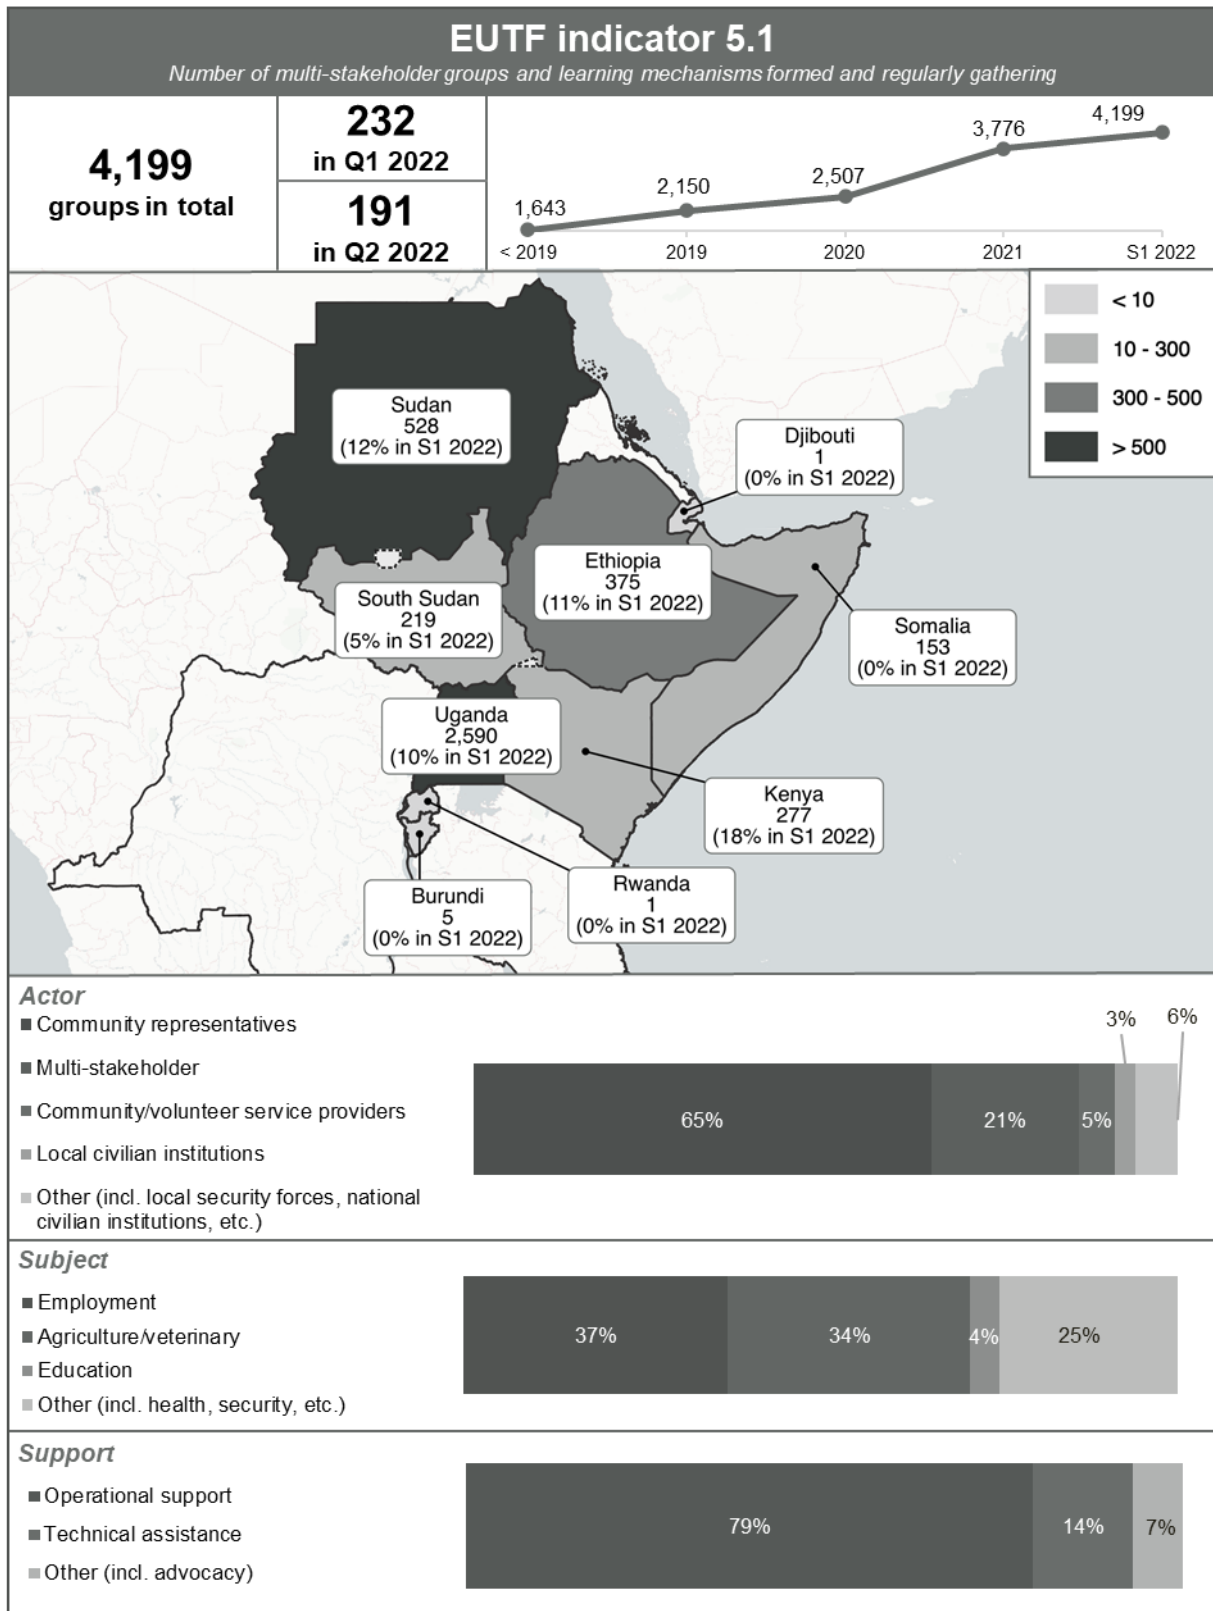 EUTF indicator 5.1
Number of multi-stakeholder groups and learning mechanisms formed and regularly gathering
4,199
groups in total
232
in Q1 2022
191
in Q2 2022
1,643
2,150
2,507
3,776
4,199
< 2019
2019
2020
2021
S1 2022
< 10
10 - 300
300 - 500
> 500
Sudan
528
(12% in S1 2022)
Djibouti
1
(0% in S1 2022)
Ethiopia
375
(11% in S1 2022)
South Sudan
219
(5% in S1 2022)
Somalia
153
(0% in S1 2022)
Uganda
2,590
(10% in S1 2022)
Kenya
277
(18% in S1 2022)
Rwanda
1
(0% in S1 2022)
Burundi
5
(0% in S1 2022)
Actor
Community representatives
Multi-stakeholder
Community/volunteer service providers
Local civilian institutions
Other (incl. local security forces, national
civilian institutions, etc.)
65%
21%
5%
3%
6%
Subject
Employment
Agriculture/veterinary
Education
Other (incl. health, security, etc.)
37%
34%
4%
25%
Support
Operational support
Technical assistance
Other (incl. advocacy)
79%
14%
7%